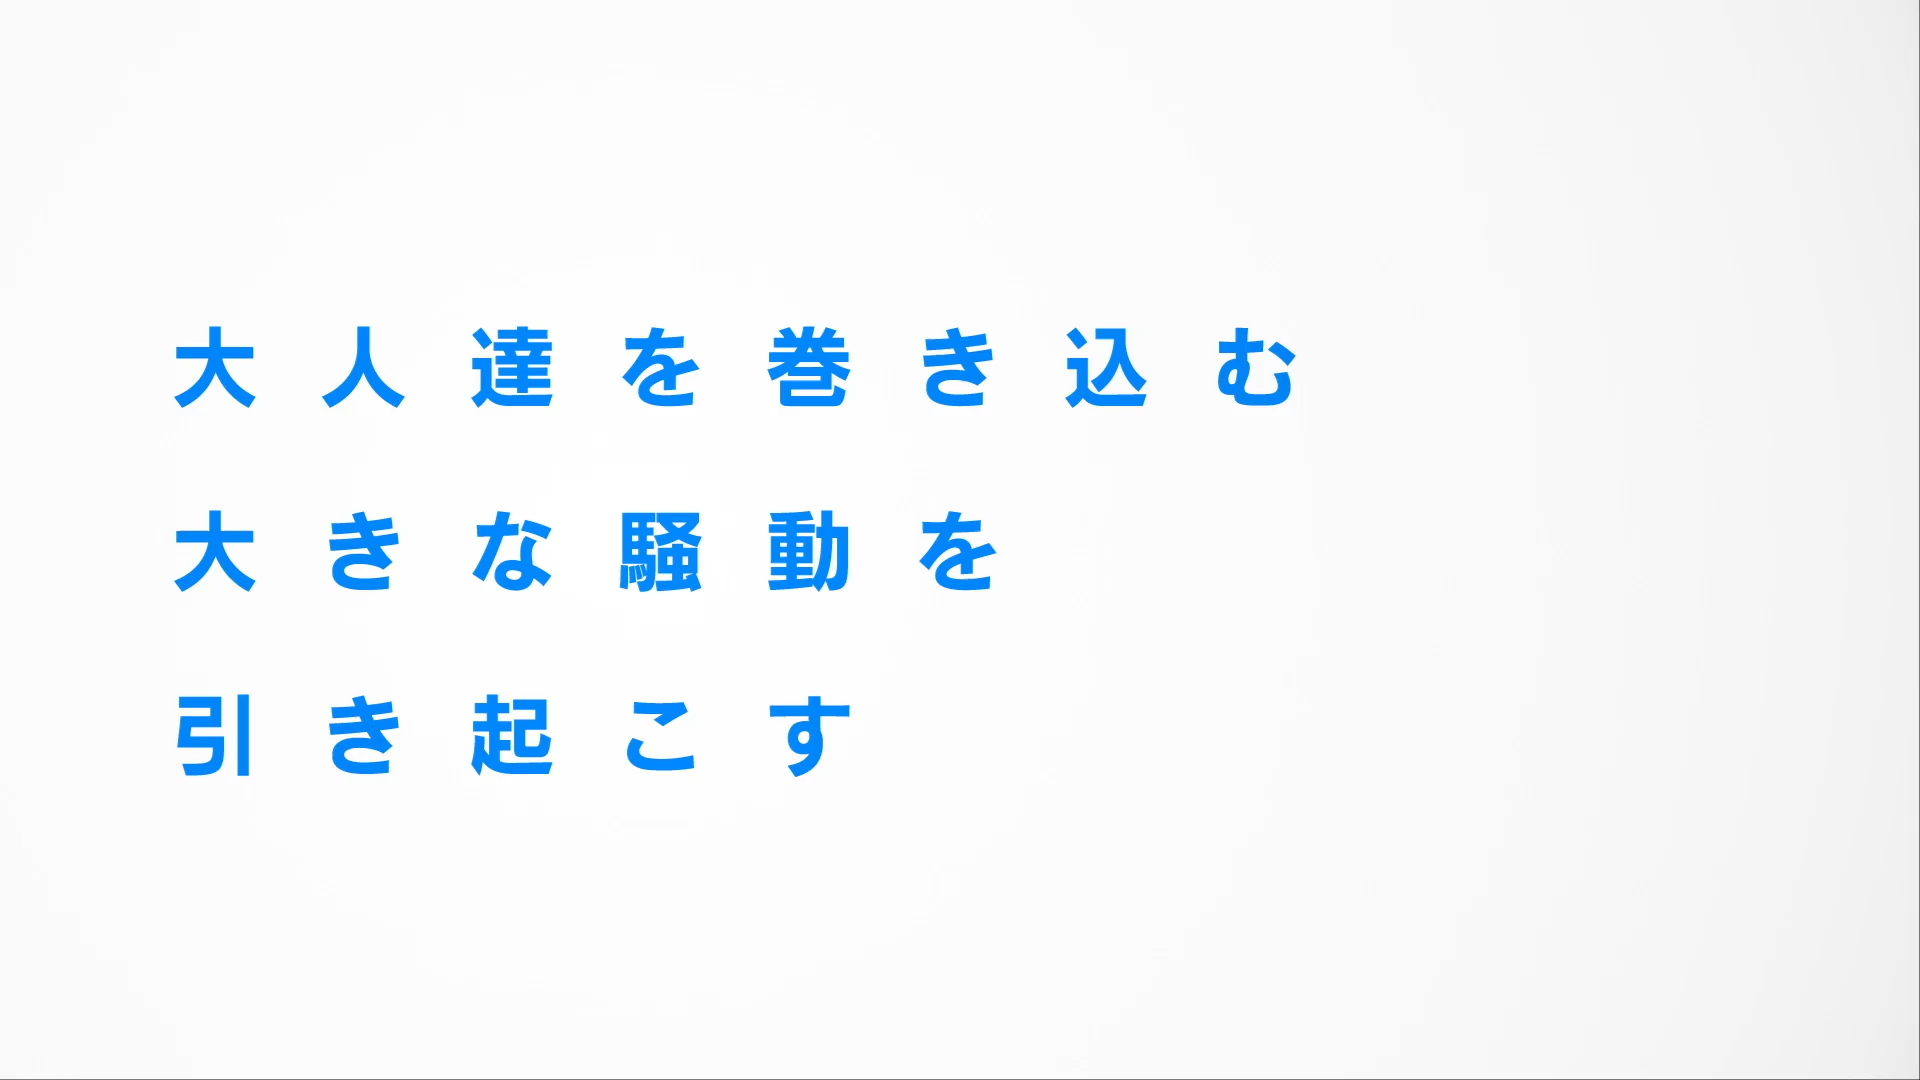 大人達を巻き込む
大きな騒動を
引き起こす